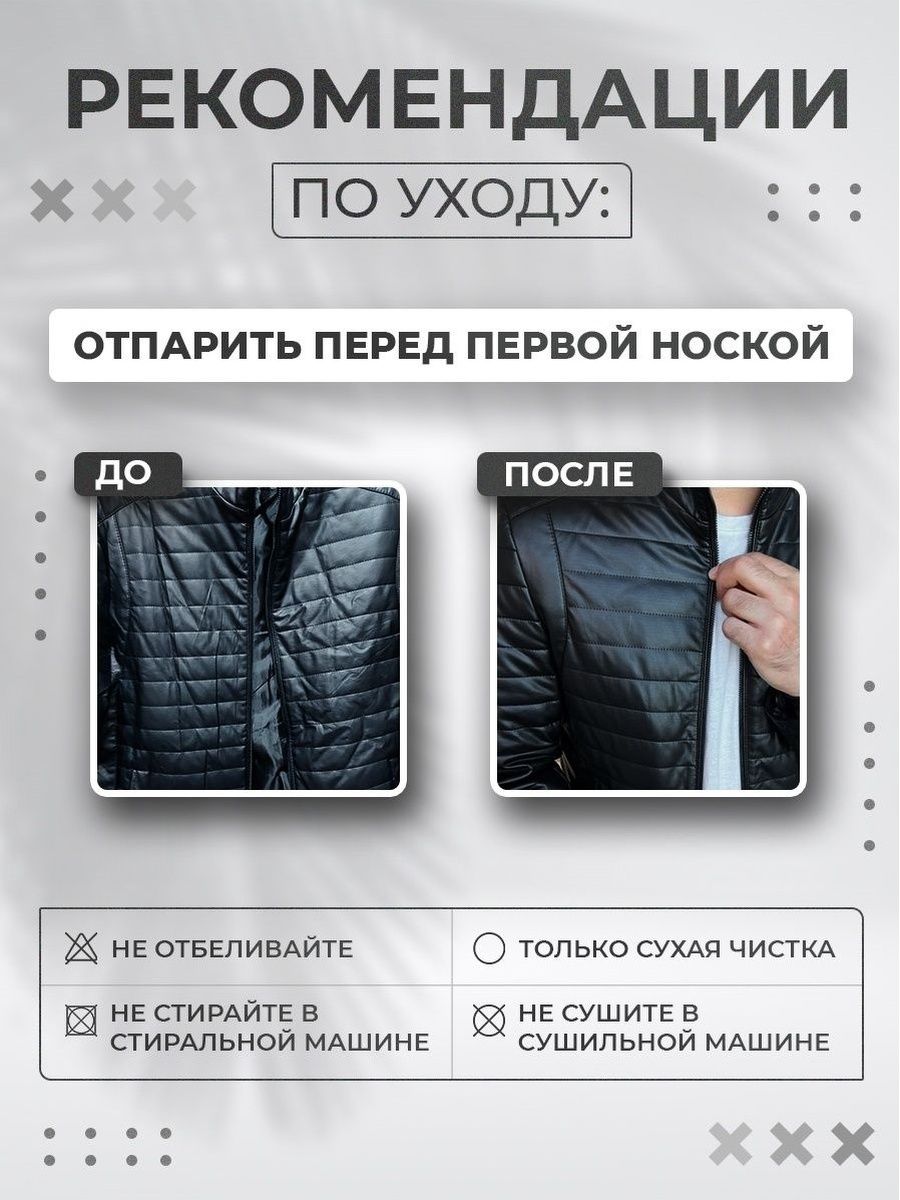 РЕКОМЕНДАЦИИ
ПО УХОДУ:
ОТПАРИТЬ ПЕРЕД ПЕРВОЙ НОСКОЙ
ДО
ПОСЛЕ
НЕ ОТБЕЛИВАЙТЕ
ТОЛЬКО СУХАЯ ЧИСТКА
НЕ СТИРАЙТЕ В
СТИРАЛЬНОЙ МАШИНЕ
НЕ СУШИТЕ В
СУШИЛЬНОЙ МАШИНЕ